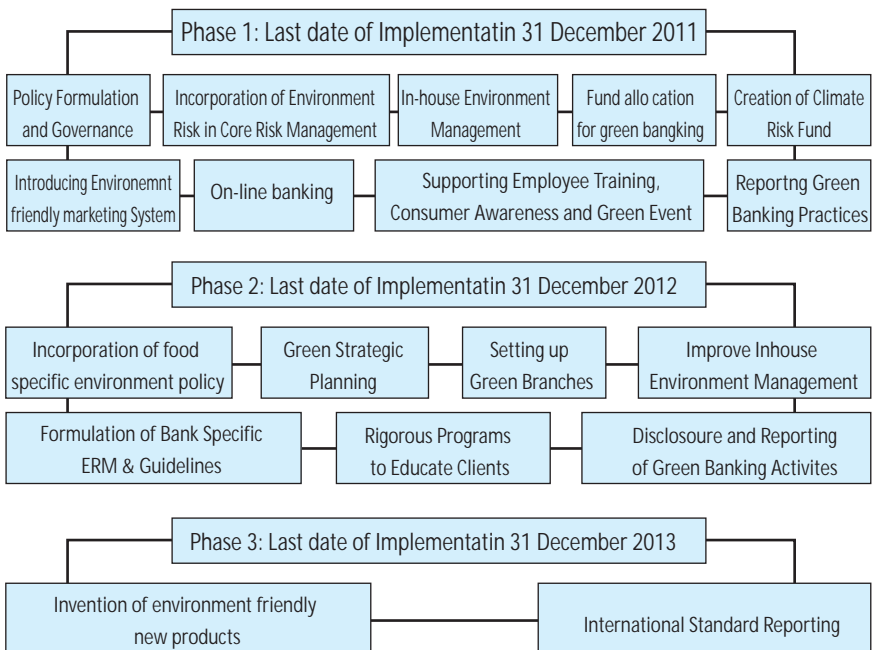 Phase 1: Last date of Implementatin 31 December 2011
Policy Formulation
and Governance
Incorporation of Environment
Risk in Core Risk Management
In-house Environment
Management
Fund allo cation
for green bangking
Creation of Climate
Risk Fund
Introducing Environemnt
friendly marketing System
On-line banking
Supporting Employee Training,
Consumer Awareness and Green Event
Reportng Green
Banking Practices
Phase 2: Last date of Implementatin 31 December 2012
Incorporation of food
specific environment policy
Green Strategic
Planning
Setting up
Green Branches
Improve Inhouse
Environment Management
Formulation of Bank Specific
ERM & Guidelines
Rigorous Programs
to Educate Clients
Disclosoure and Reporting
of Green Banking Activites
Phase 3: Last date of Implementatin 31 December 2013
Invention of environment friendly
new products
International Standard Reporting